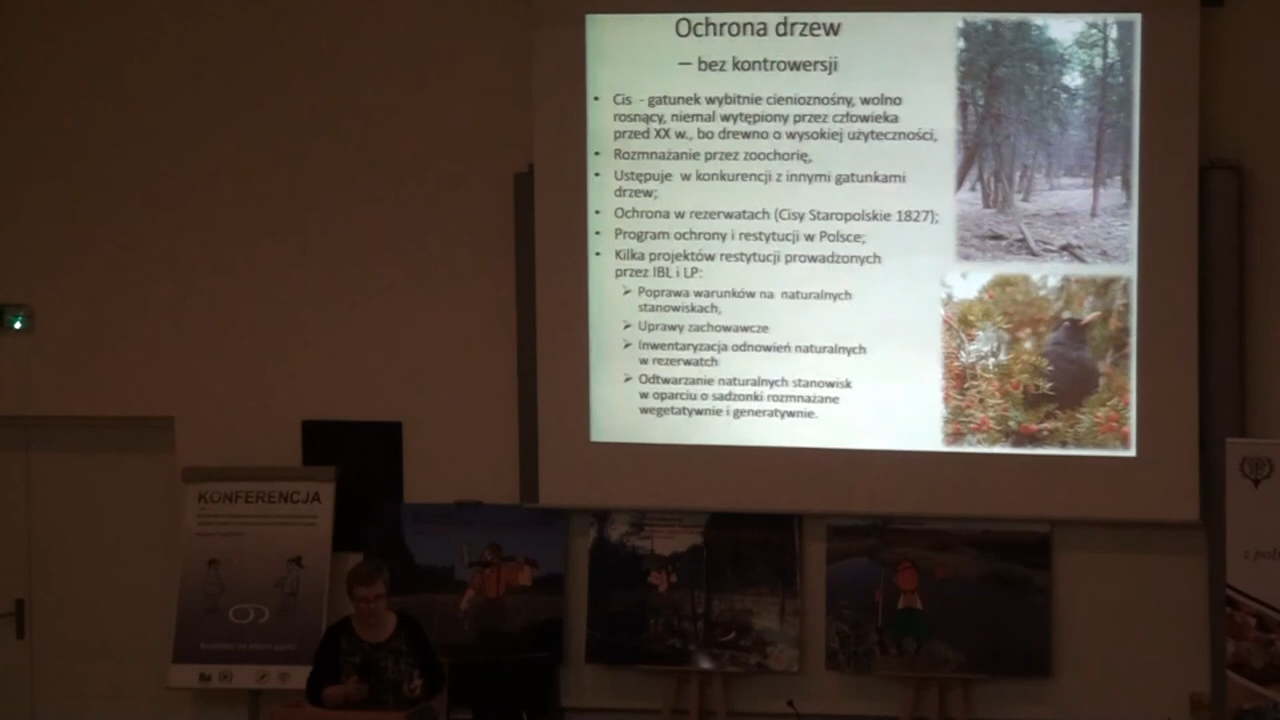 Ochrona drzew
– bez kontrowersji
• Cis - gatunek wybitnie cienioznośny, wolno
rosnący, niemal wytępiony przez człowieka
przed XX w., bo drewno o wysokiej użyteczności,
• Rozmnażanie przez zoochorię,
• Ustępuje w konkurencji z innymi gatunkami
drzew;
• Ochrona w rezerwatach (Cisy Staropolskie 1827);
• Program ochrony i restytucji w Polsce;
• Kilka projektów restytucji prowadzonych
przez IBL i LP:
➢ Poprawa warunków na naturalnych
stanowiskach,
➢ Uprawy zachowawcze
➢ Inwentaryzacja odnowień naturalnych
w rezerwatch
➢ Odtwarzanie naturalnych stanowisk
w oparciu o sadzonki rozmnażane
wegetatywnie i generatywnie.
KONFERENCJA